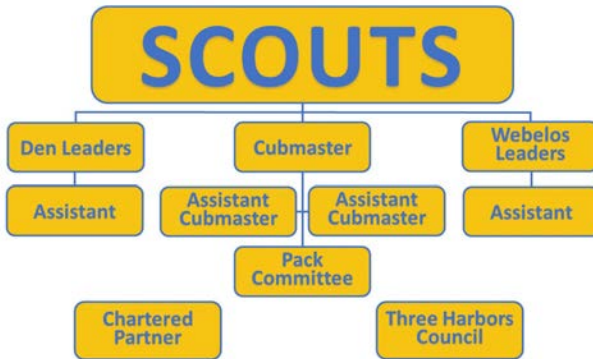 SCOUTS
Den Leaders
Cubmaster
Webelos
Leaders
Assistant
Assistant
Cubmaster
Assistant
Cubmaster
Assistant
Pack
Committee
Chartered
Partner
Three Harbors
Council